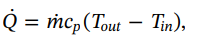 Q̇ = ṁc_p(T_out − T_in),